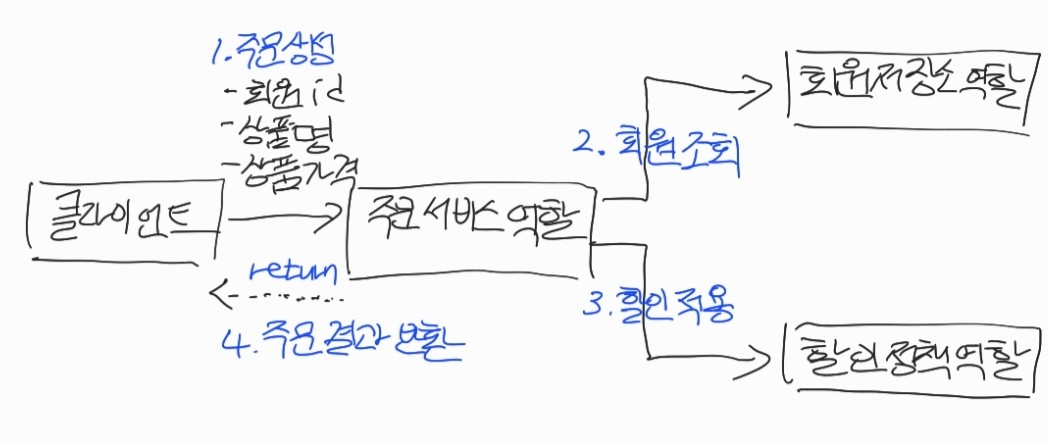 1.주문생성
-회원id
-상품명
-상품가격
클라이언트
주문서비스역할
return
4.주문결과반환
2.회원조회
3.할인적용
회원저장소역할
할인정책역할